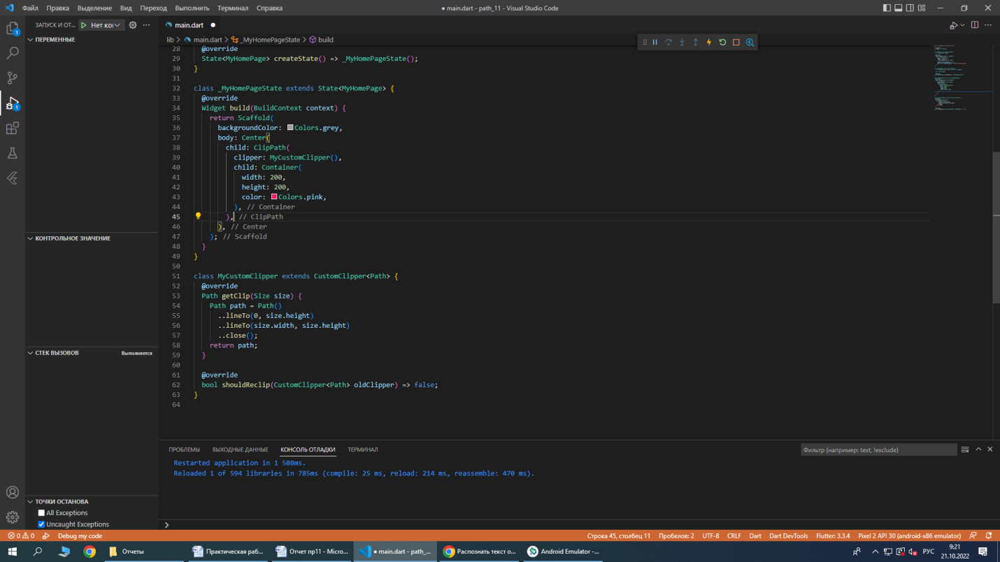 Файл Правка Выделение Вид Переход Выполнить Терминал Справка
● main.dart - path_11 - Visual Studio Code
ЗАПУСК И ОТ... Нет кон
main.dart ●
lib > main.dart > _MyHomePageState > build
ПЕРЕМЕННЫЕ
КОНТРОЛЬНОЕ ЗНАЧЕНИЕ
СТЕК ВЫЗОВОВ Выполняется
ТОЧКИ ОСТАНОВА
All Exceptions
Uncaught Exceptions
1
1
28 @override
29 State<MyHomePage> createState() => _MyHomePageState();
30 }
31
32 class _MyHomePageState extends State<MyHomePage> {
33 @override
34 Widget build(BuildContext context) {
35 return Scaffold(
36 backgroundColor: Colors.grey,
37 body: Center(
38 child: ClipPath(
39 clipper: MyCustomClipper(),
40 child: Container(
41 width: 200,
42 height: 200,
43 color: Colors.pink,
44 ), // Container
45 ), // ClipPath
46 ), // Center
47 ); // Scaffold
48 }
49 }
50
51 class MyCustomClipper extends CustomClipper<Path> {
52 @override
53 Path getClip(Size size) {
54 Path path = Path()
55 ..lineTo(0, size.height)
56 ..lineTo(size.width, size.height)
57 ..close();
58 return path;
59 }
60
61 @override
62 bool shouldReclip(CustomClipper<Path> oldClipper) => false;
63 }
64
ПРОБЛЕМЫ ВЫХОДНЫЕ ДАННЫЕ КОНСОЛЬ ОТЛАДКИ ТЕРМИНАЛ
Фильтр (например: text, !exclude)
Restarted application in 1 508ms.
Reloaded 1 of 594 libraries in 785ms (compile: 25 ms, reload: 214 ms, reassemble: 470 ms).
0 0 Debug my code
Строка 45, столбец 11 Пробелов: 2 UTF-8 CRLF Dart Dart DevTools Flutter: 3.3.4 Pixel 2 API 30 (android-x86 emulator)
Отчеты
Практическая раб...
Отчет пр11 - Micro...
● main.dart - path_...
Распознать текст о...
Android Emulator -...
РУС
9:21
21.10.2022